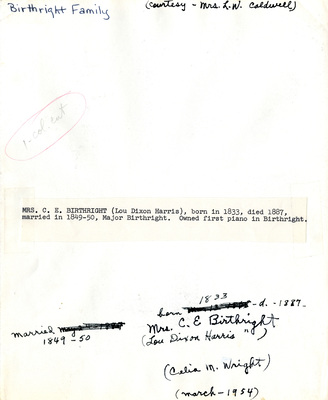 Birthright Family
(courtesy - Mrs. L.W. Caldwell)
1-col. cut
MRS. C. E. BIRTHRIGHT (Lou Dixon Harris), born in 1833, died 1887,
married in 1849-50, Major Birthright. Owned first piano in Birthright.
1833
born - d. - 1887.
married
1849-50
Mrs. C.E Birthright
(Lou Dixon Harris " )
(Celia M. Wright)
(march - 1954)